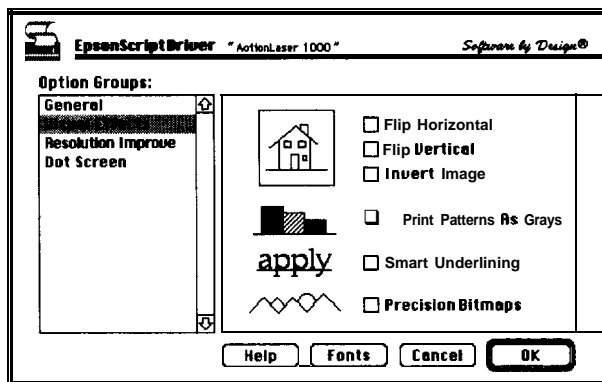 EpsonScript Driver "ActionLaser 1000" Software by Design®
Option Groups:
General
Resolution Improve
Dot Screen
Flip Horizontal
Flip Vertical
Invert Image
Print Patterns As Grays
apply
Smart Underlining
Precision Bitmaps
Help Fonts Cancel OK